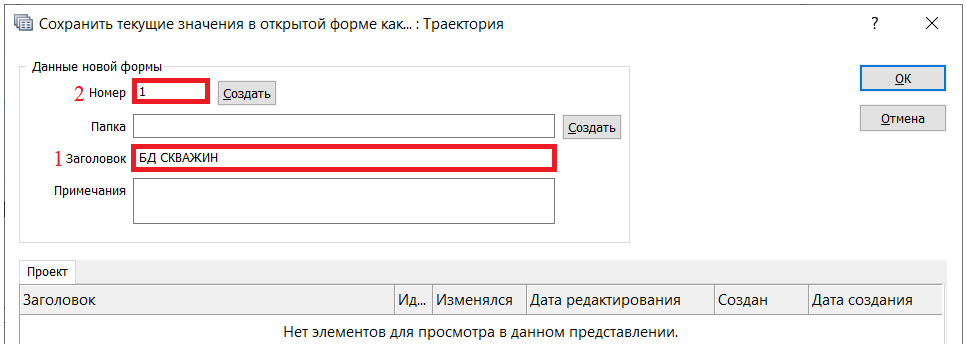 Сохранить текущие значения в открытой форме как... : Траектория ?
Данные новой формы
2 Номер 1 Создать
OK
Папка Создать
Отмена
1 Заголовок БД СКВАЖИН
Примечания
Проект
Заголовок Ид... Изменялся Дата редактирования Создан Дата создания
Нет элементов для просмотра в данном представлении.